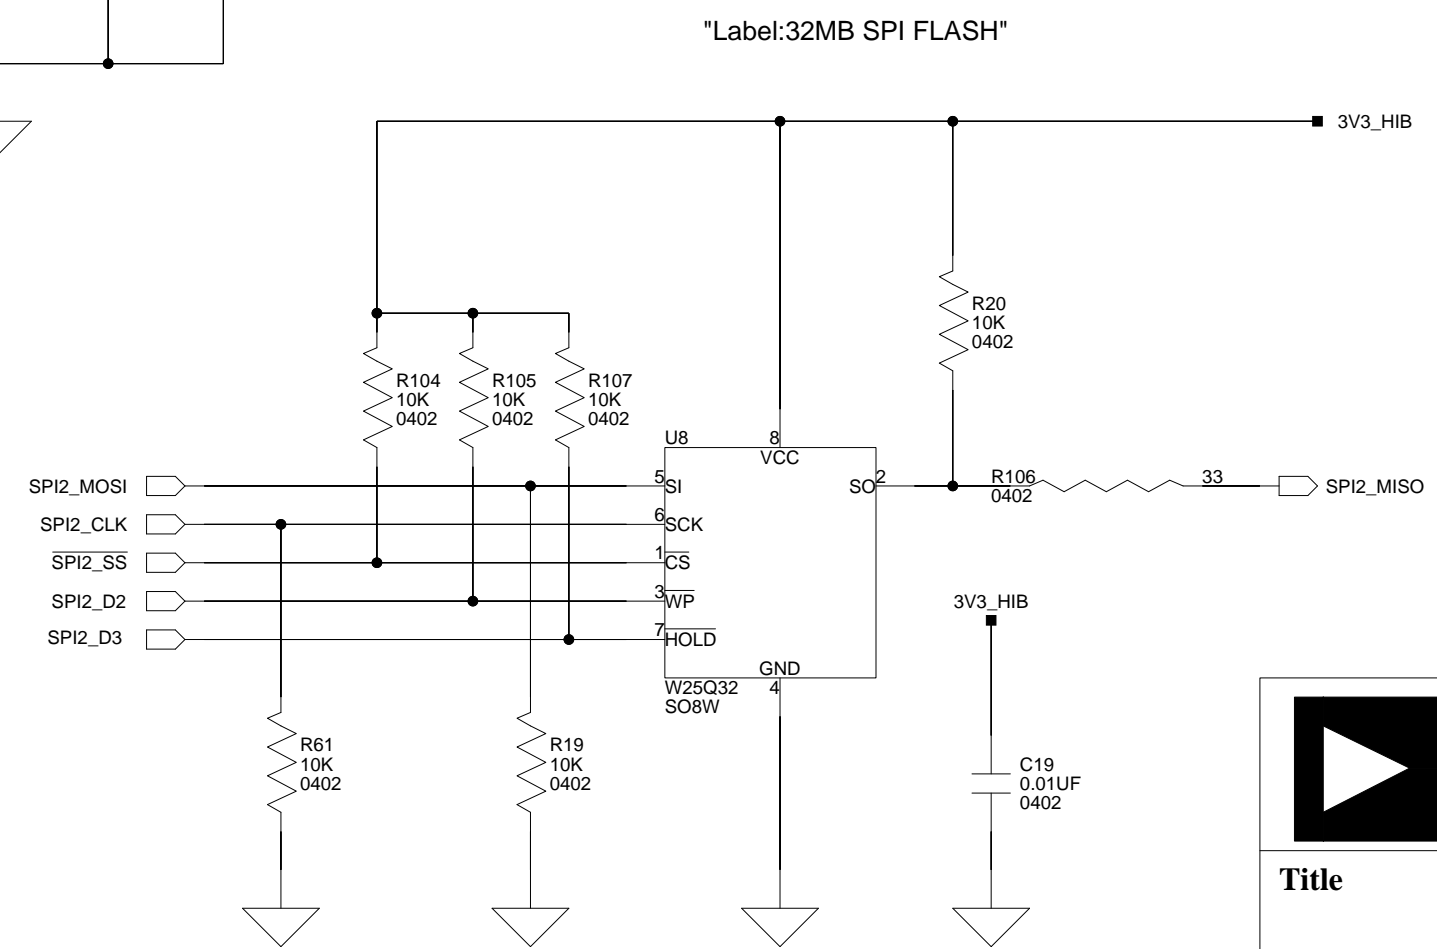 "Label:32MB SPI FLASH"
3V3_HIB
R20
10K
0402
R104
10K
0402
R105
10K
0402
R107
10K
0402
U8
8
VCC
SPI2_MOSI
5
SI
SO
2
R106
0402
33
SPI2_MISO
SPI2_CLK
6
SCK
SPI2_SS
1
CS
SPI2_D2
3
WP
SPI2_D3
7
HOLD
3V3_HIB
GND
4
W25Q32
SO8W
R61
10K
0402
R19
10K
0402
C19
0.01UF
0402
Title